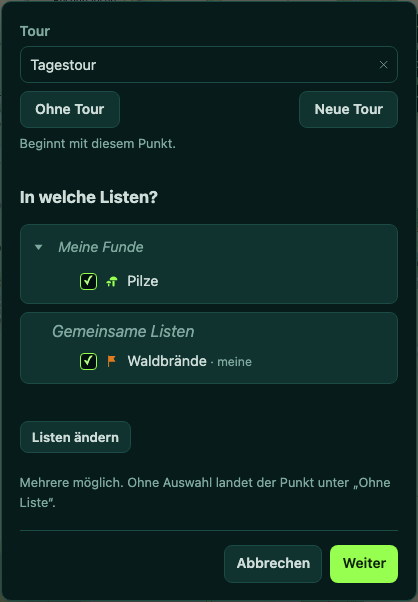 Tour
Tagestour
Ohne Tour
Neue Tour
Beginnt mit diesem Punkt.
In welche Listen?
Meine Funde
Pilze
Gemeinsame Listen
Waldbrände · meine
Listen ändern
Mehrere möglich. Ohne Auswahl landet der Punkt unter „Ohne
Liste“.
Abbrechen
Weiter